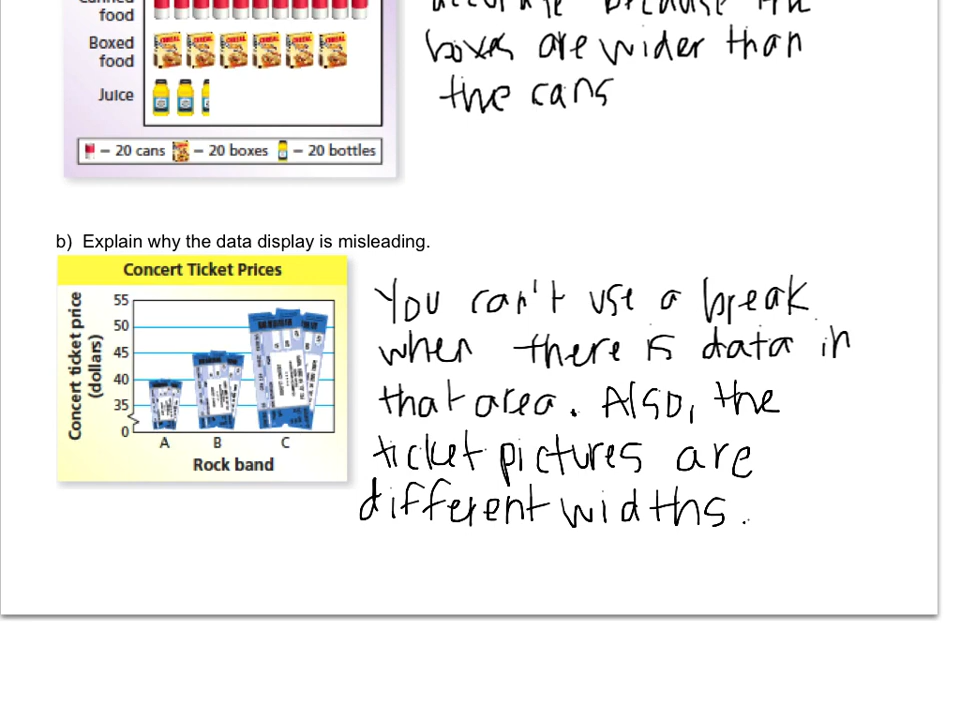 food
Boxed
food
Juice
– 20 cans – 20 boxes – 20 bottles
boxes are wider than
the cans
b) Explain why the data display is misleading.
Concert Ticket Prices
Concert ticket price
(dollars)
55
50
45
40
35
0
A B C
Rock band
You can't use a break
when there is data in
that area. Also, the
ticket pictures are
different widths.